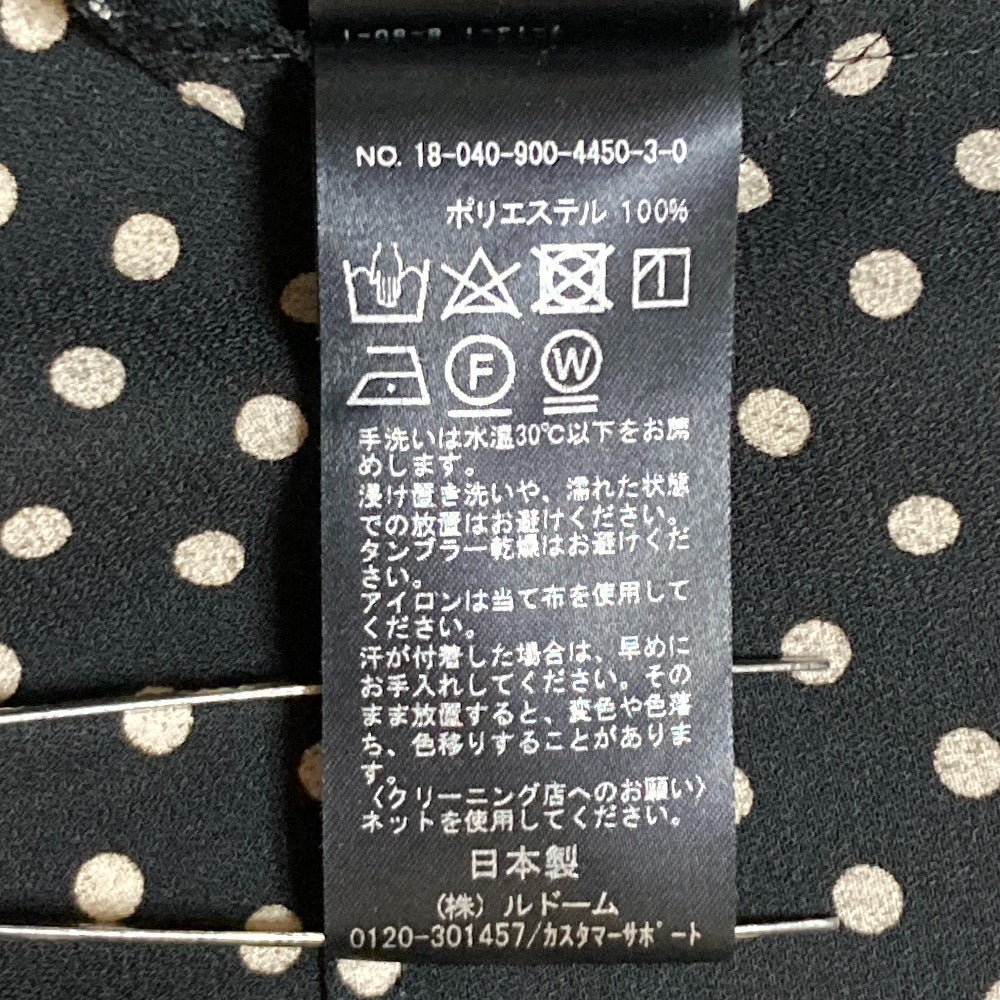 NO. 18-040-900-4450-3-0
ポリエステル 100%
F
W
手洗いは水温30℃以下をお薦
めします。
浸け置き洗いや、濡れた状態
での放置はお避けください。
タンブラー乾燥はお避けくだ
さい。
アイロンは当て布を使用して
ください。
汗が付着した場合は、早めに
お手入れしてください。その
まま放置すると、変色や色落
ち、色移りすることがありま
す。
〈クリーニング店へのお願い〉
ネットを使用してください。
日本製
(株) ルドーム
0120-301457/カスタマーサポート